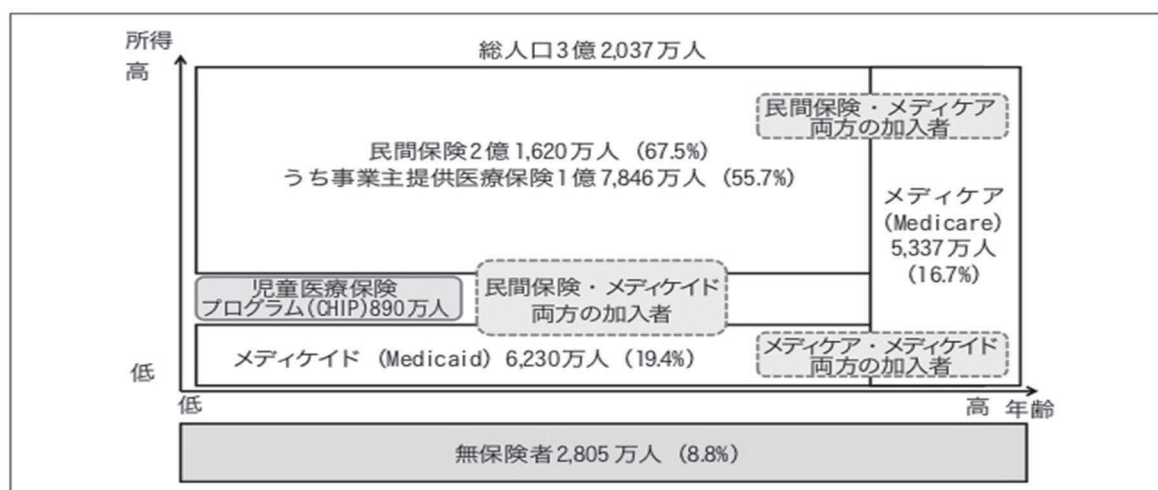 所得
高
総人口3億2,037万人
民間保険・メディケア
両方の加入者
民間保険2億1,620万人（67.5%）
うち事業主提供医療保険1億7,846万人（55.7%）
メディケア
(Medicare)
5,337万人
(16.7%)
児童医療保険
プログラム(CHIP)890万人
民間保険・メディケイド
両方の加入者
メディケイド（Medicaid）6,230万人（19.4%）
メディケア・メディケイド
両方の加入者
低
低
高 年齢
無保険者2,805万人（8.8%）